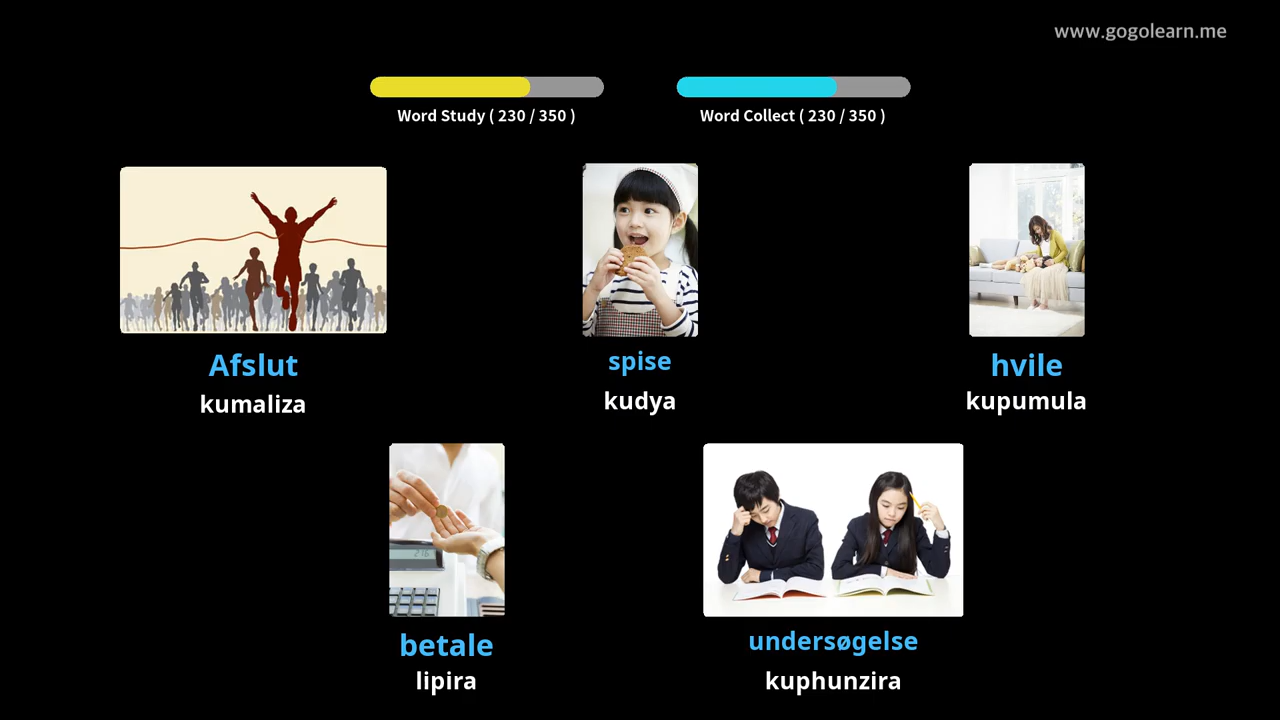 www.gogolearn.me
Word Study ( 230 / 350 )
Word Collect ( 230 / 350 )
Afslut
kumaliza
spise
kudya
hvile
kupumula
betale
lipira
undersøgelse
kuphunzira